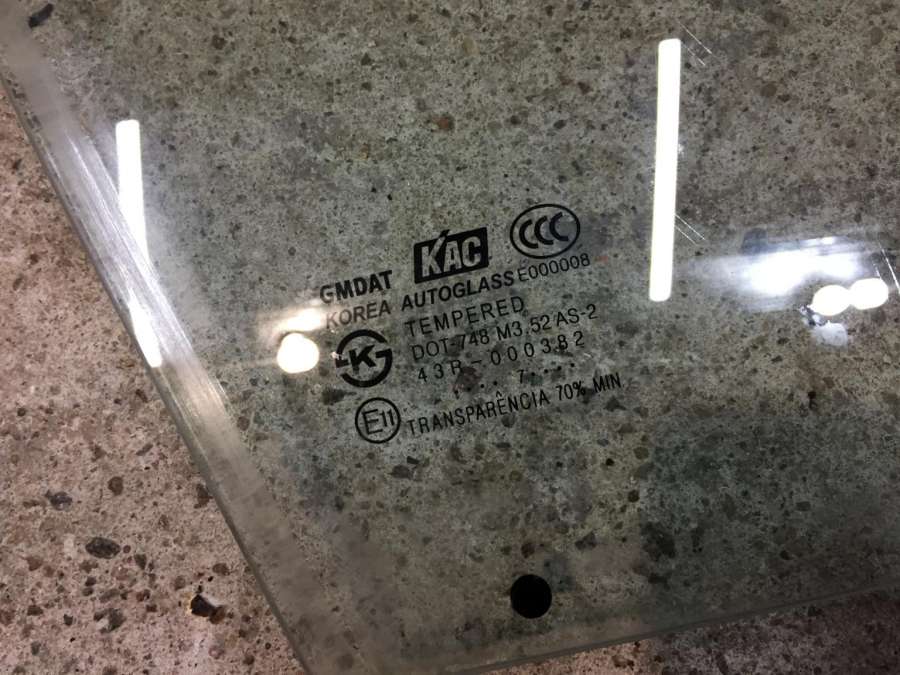 GMDAT KAC CCC
KOREA AUTOGLASS E000008
TEMPERED
DOT-748 M3.52 AS-2
K 43R-000382
.... 7 ....
E11 TRANSPARÊNCIA 70% MIN